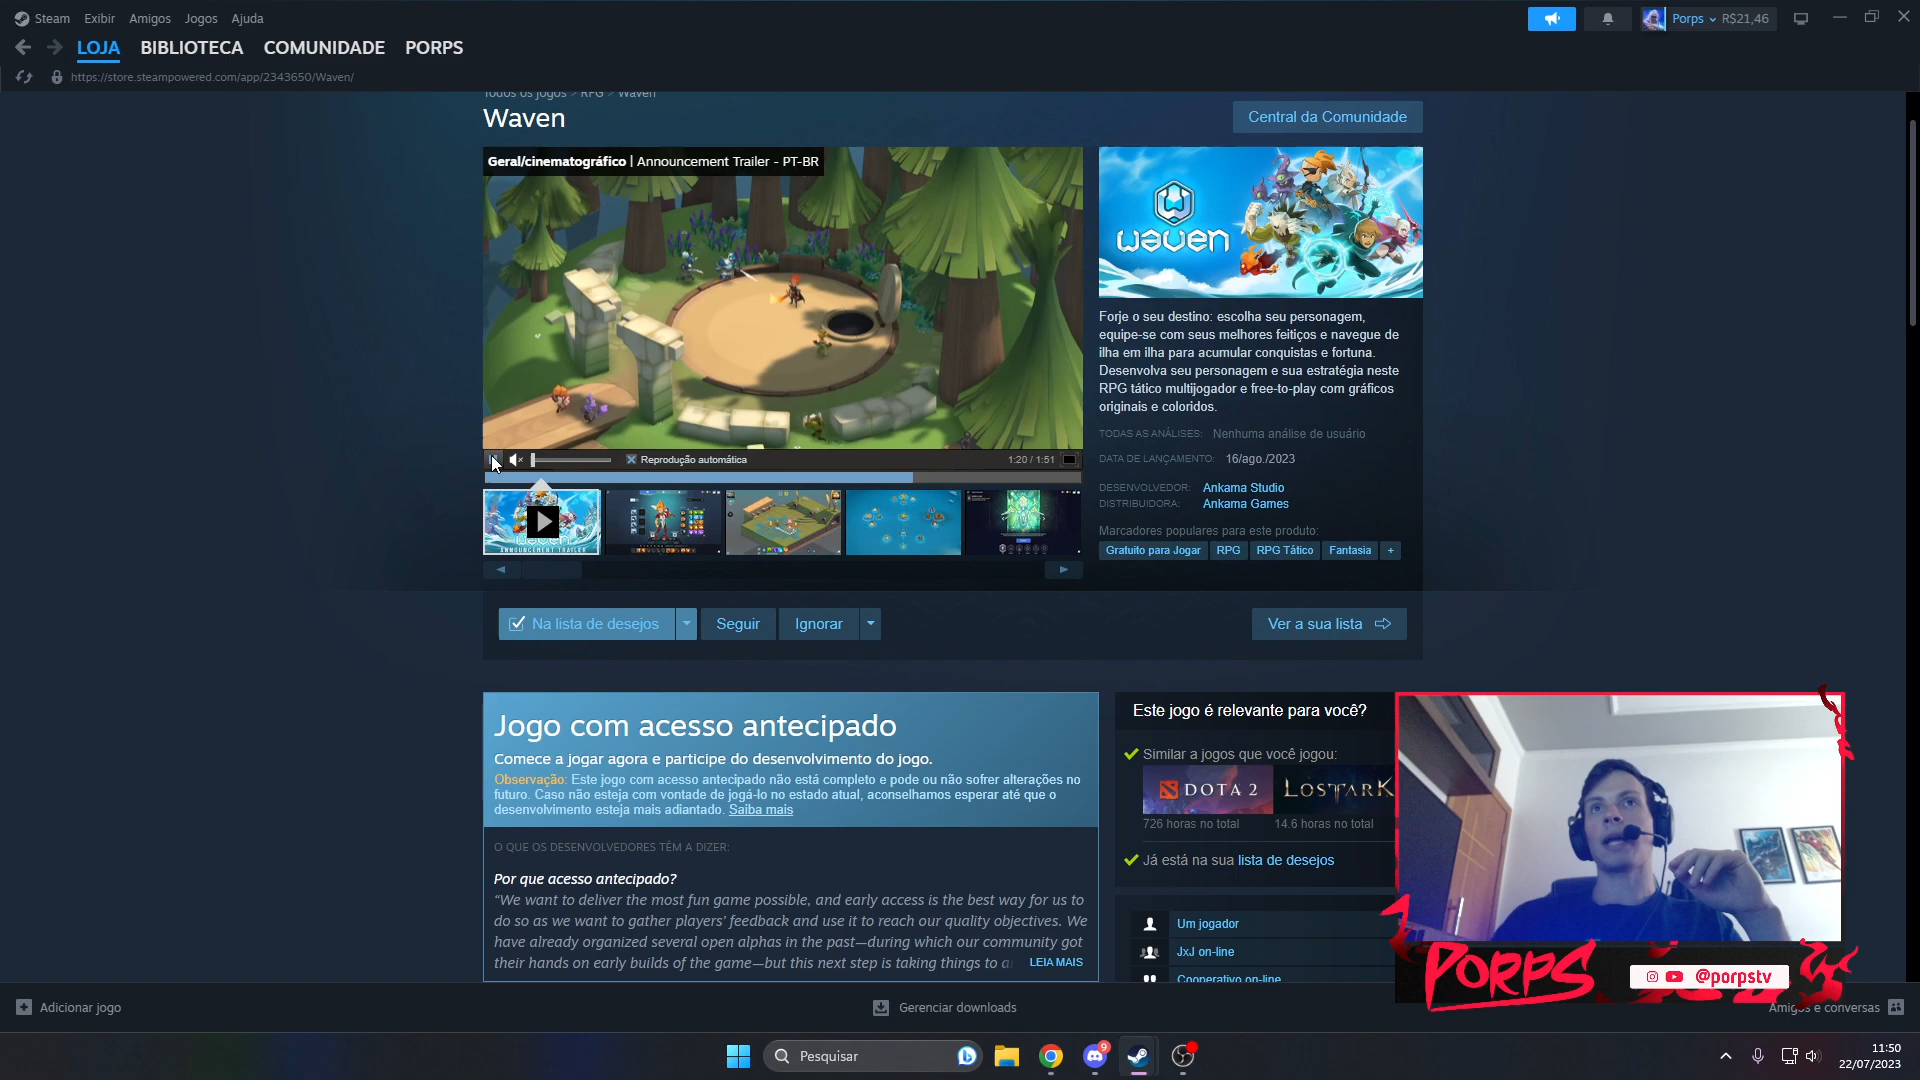 Steam Exibir Amigos Jogos Ajuda
Porps R$21,46
LOJA BIBLIOTECA COMUNIDADE PORPS
https://store.steampowered.com/app/2343650/Waven/
Todos os jogos > RPG > Waven
Waven
Central da Comunidade
Geral/cinematográfico | Announcement Trailer - PT-BR
waven
Forje o seu destino: escolha seu personagem,
equipe-se com seus melhores feitiços e navegue de
ilha em ilha para acumular conquistas e fortuna.
Desenvolva seu personagem e sua estratégia neste
RPG tático multijogador e free-to-play com gráficos
originais e coloridos.
TODAS AS ANÁLISES: Nenhuma análise de usuário
DATA DE LANÇAMENTO: 16/ago./2023
DESENVOLVEDOR: Ankama Studio
DISTRIBUIDORA: Ankama Games
Marcadores populares para este produto:
Gratuito para Jogar RPG RPG Tático Fantasia +
Reprodução automática
1:20 / 1:51
ANNOUNCEMENT TRAILER
Na lista de desejos
Seguir
Ignorar
Ver a sua lista
Jogo com acesso antecipado
Comece a jogar agora e participe do desenvolvimento do jogo.
Observação: Este jogo com acesso antecipado não está completo e pode ou não sofrer alterações no
futuro. Caso não esteja com vontade de jogá-lo no estado atual, aconselhamos esperar até que o
desenvolvimento esteja mais adiantado. Saiba mais
O QUE OS DESENVOLVEDORES TÊM A DIZER:
Por que acesso antecipado?
“We want to deliver the most fun game possible, and early access is the best way for us to
do so as we want to gather players’ feedback and use it to reach our quality objectives. We
have already organized several open alphas in the past—during which our community got
their hands on early builds of the game—but this next step is taking things to a
LEIA MAIS
Este jogo é relevante para você?
Similar a jogos que você jogou:
DOTA 2
LOST ARK
726 horas no total
14.6 horas no total
Já está na sua lista de desejos
Um jogador
JxJ on-line
Cooperativo on-line
PORPS
@porpstv
Adicionar jogo
Gerenciar downloads
Amigos e conversas
Pesquisar
9
11:50
22/07/2023